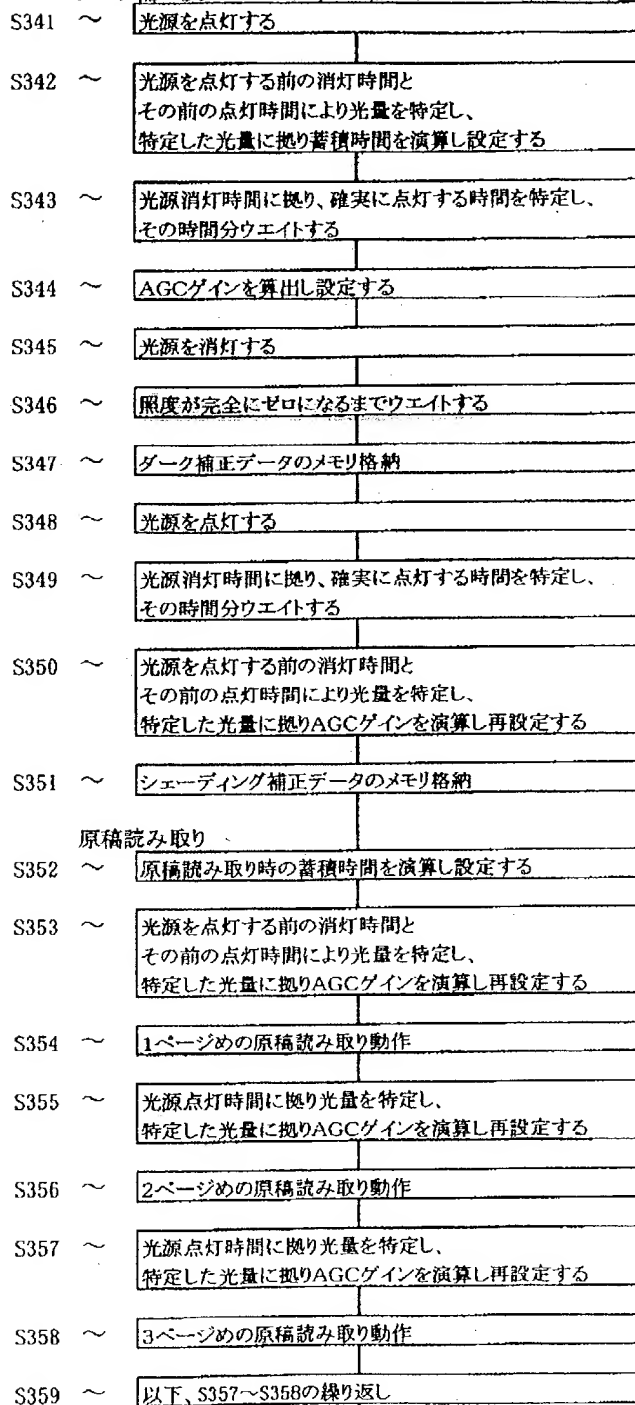 S341 ～ 光源を点灯する
S342 ～ 光源を点灯する前の消灯時間と
その前の点灯時間により光量を特定し、
特定した光量に拠り蓄積時間を演算し設定する
S343 ～ 光源消灯時間に拠り、確実に点灯する時間を特定し、
その時間分ウエイトする
S344 ～ AGCゲインを算出し設定する
S345 ～ 光源を消灯する
S346 ～ 照度が完全にゼロになるまでウエイトする
S347 ～ ダーク補正データのメモリ格納
S348 ～ 光源を点灯する
S349 ～ 光源消灯時間に拠り、確実に点灯する時間を特定し、
その時間分ウエイトする
S350 ～ 光源を点灯する前の消灯時間と
その前の点灯時間により光量を特定し、
特定した光量に拠りAGCゲインを演算し再設定する
S351 ～ シェーディング補正データのメモリ格納
原稿読み取り
S352 ～ 原稿読み取り時の蓄積時間を演算し設定する
S353 ～ 光源を点灯する前の消灯時間と
その前の点灯時間により光量を特定し、
特定した光量に拠りAGCゲインを演算し再設定する
S354 ～ 1ページめの原稿読み取り動作
S355 ～ 光源点灯時間に拠り光量を特定し、
特定した光量に拠りAGCゲインを演算し再設定する
S356 ～ 2ページめの原稿読み取り動作
S357 ～ 光源点灯時間に拠り光量を特定し、
特定した光量に拠りAGCゲインを演算し再設定する
S358 ～ 3ページめの原稿読み取り動作
S359 ～ 以下、S357～S358の繰り返し